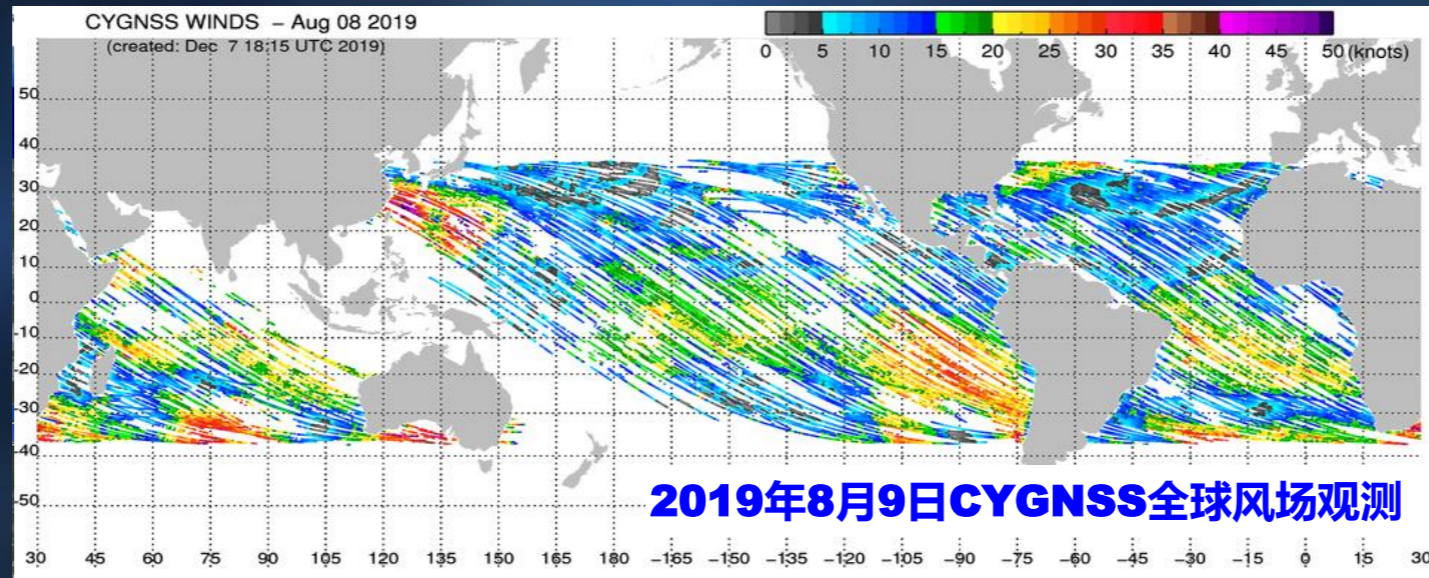 CYGNSS WINDS – Aug 08 2019
(created: Dec 7 18:15 UTC 2019)
0 5 10 15 20 25 30 35 40 45 50 (knots)
50
40
30
20
10
0
-10
-20
-30
-40
-50
2019年8月9日CYGNSS全球风场观测
30 45 60 75 90 105 120 135 150 165 180 -165 -150 -135 -120 -105 -90 -75 -60 -45 -30 -15 0 15 30